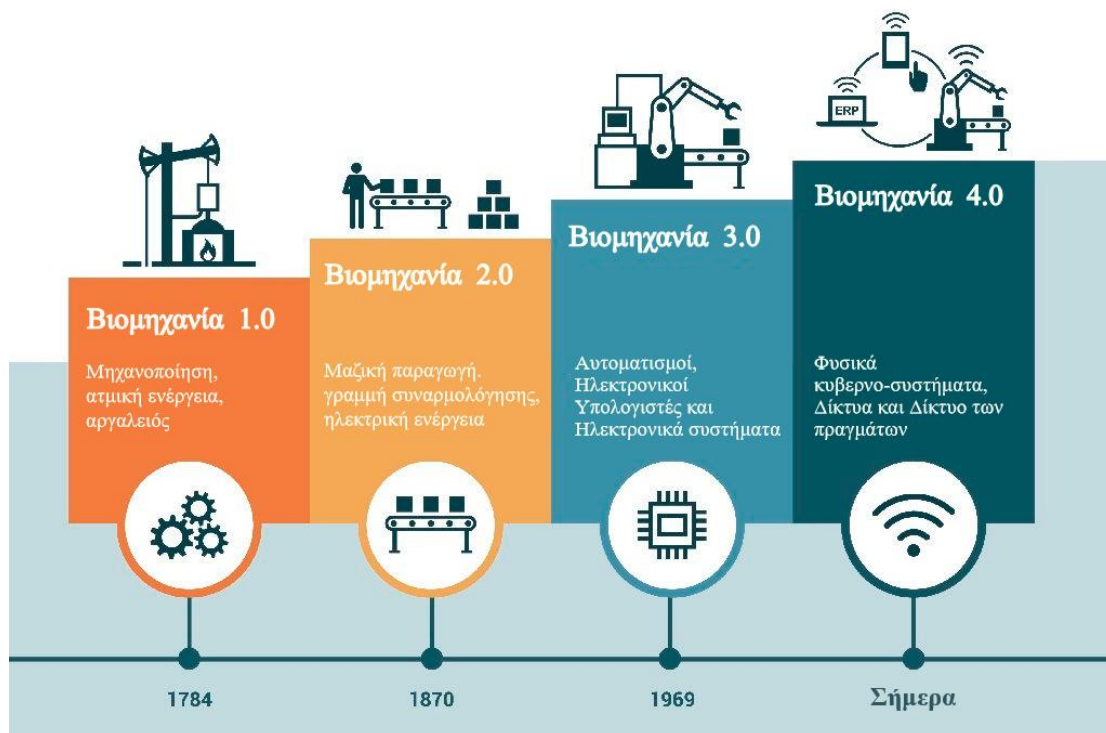 ERP
Βιομηχανία 1.0
Μηχανοποίηση,
ατμική ενέργεια,
αργαλειός
Βιομηχανία 2.0
Μαζική παραγωγή.
γραμμή συναρμολόγησης,
ηλεκτρική ενέργεια
Βιομηχανία 3.0
Αυτοματισμοί,
Ηλεκτρονικοί
Υπολογιστές και
Ηλεκτρονικά συστήματα
Βιομηχανία 4.0
Φυσικά
κυβερνο-συστήματα,
Δίκτυα και Δίκτυο των
πραγμάτων
1784
1870
1969
Σήμερα